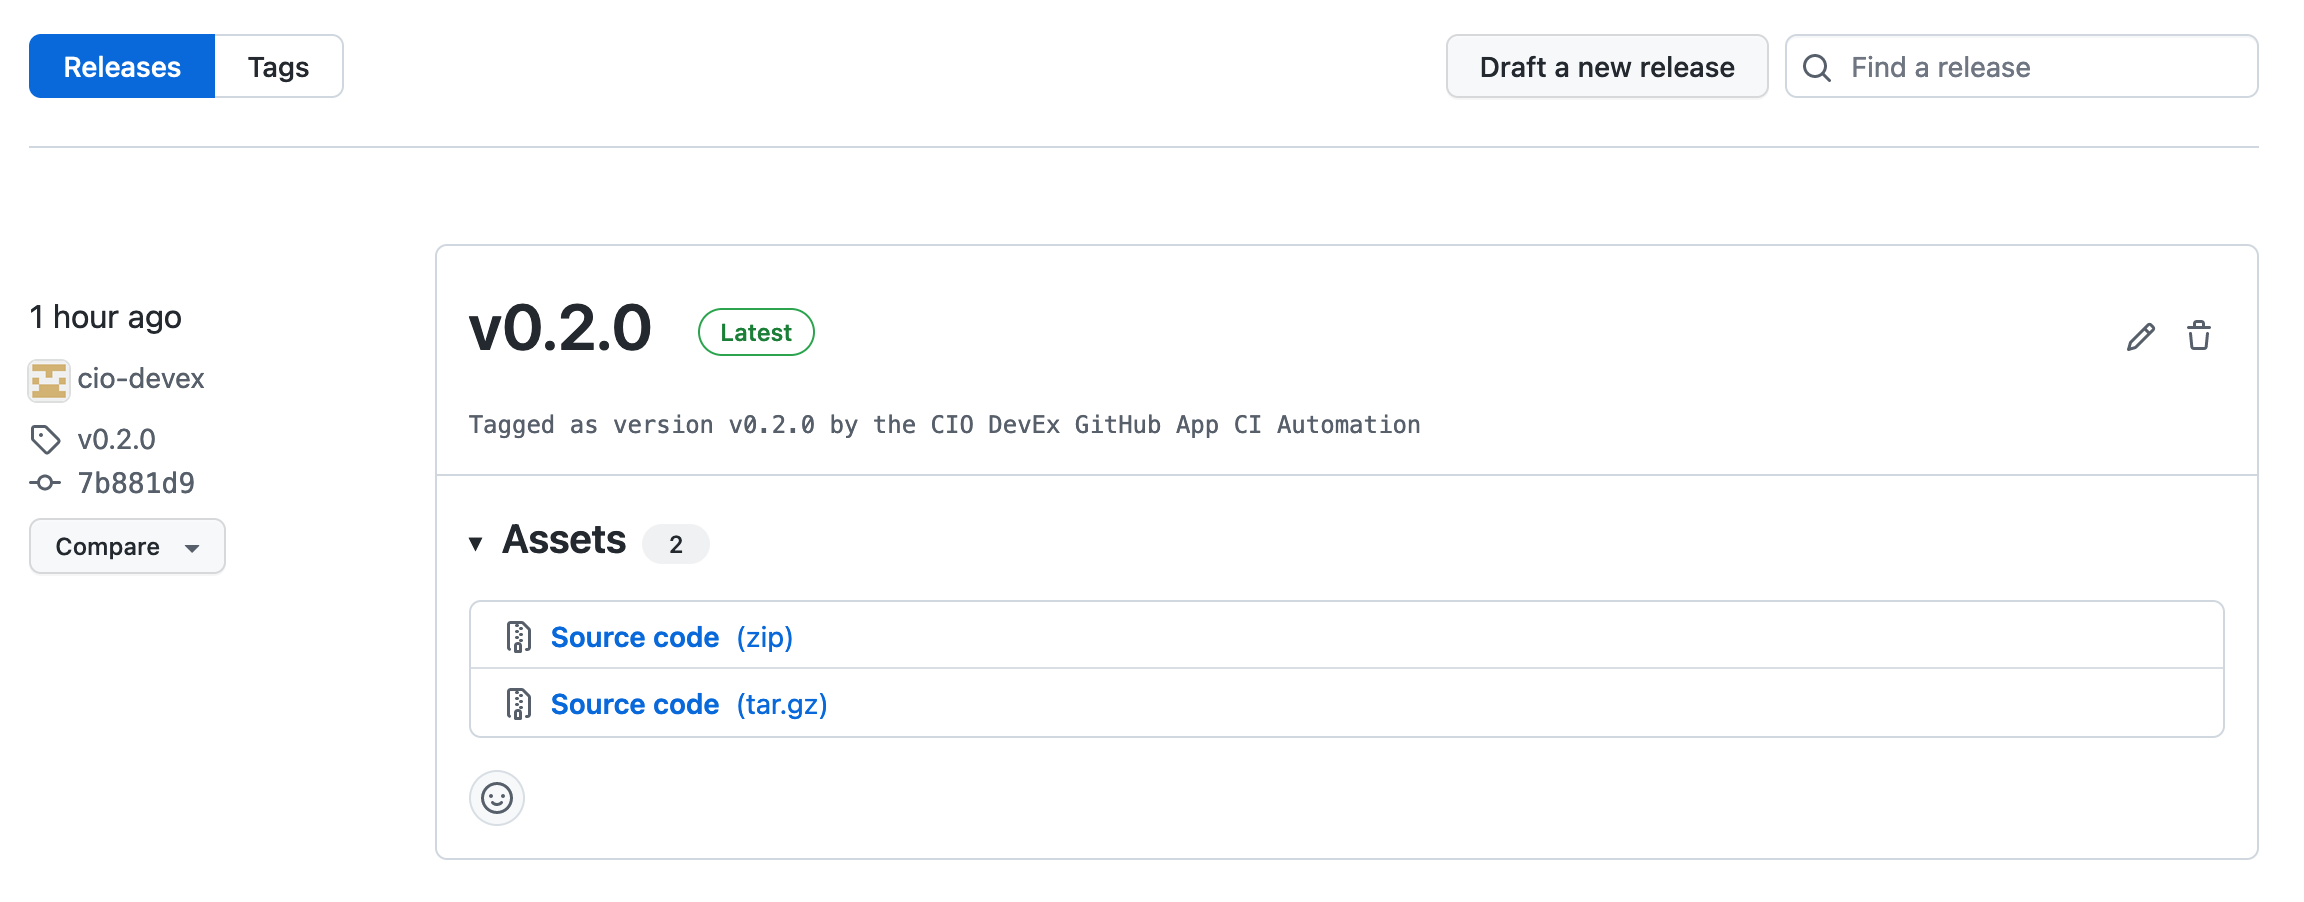 Releases Tags Draft a new release Find a release
1 hour ago
cio-devex
v0.2.0
7b881d9
Compare
v0.2.0 Latest
Tagged as version v0.2.0 by the CIO DevEx GitHub App CI Automation
Assets 2
Source code (zip)
Source code (tar.gz)